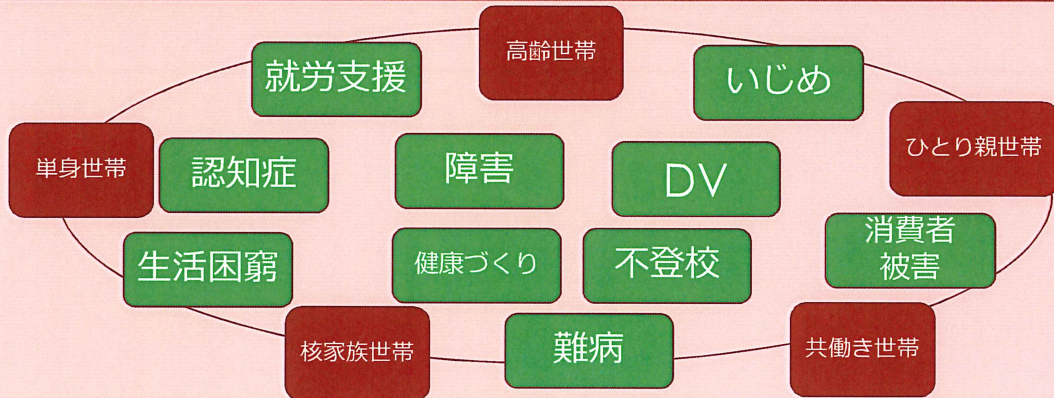 高齢世帯
就労支援
いじめ
ひとり親世帯
単身世帯
認知症
障害
DV
消費者
被害
生活困窮
健康づくり
不登校
核家族世帯
難病
共働き世帯